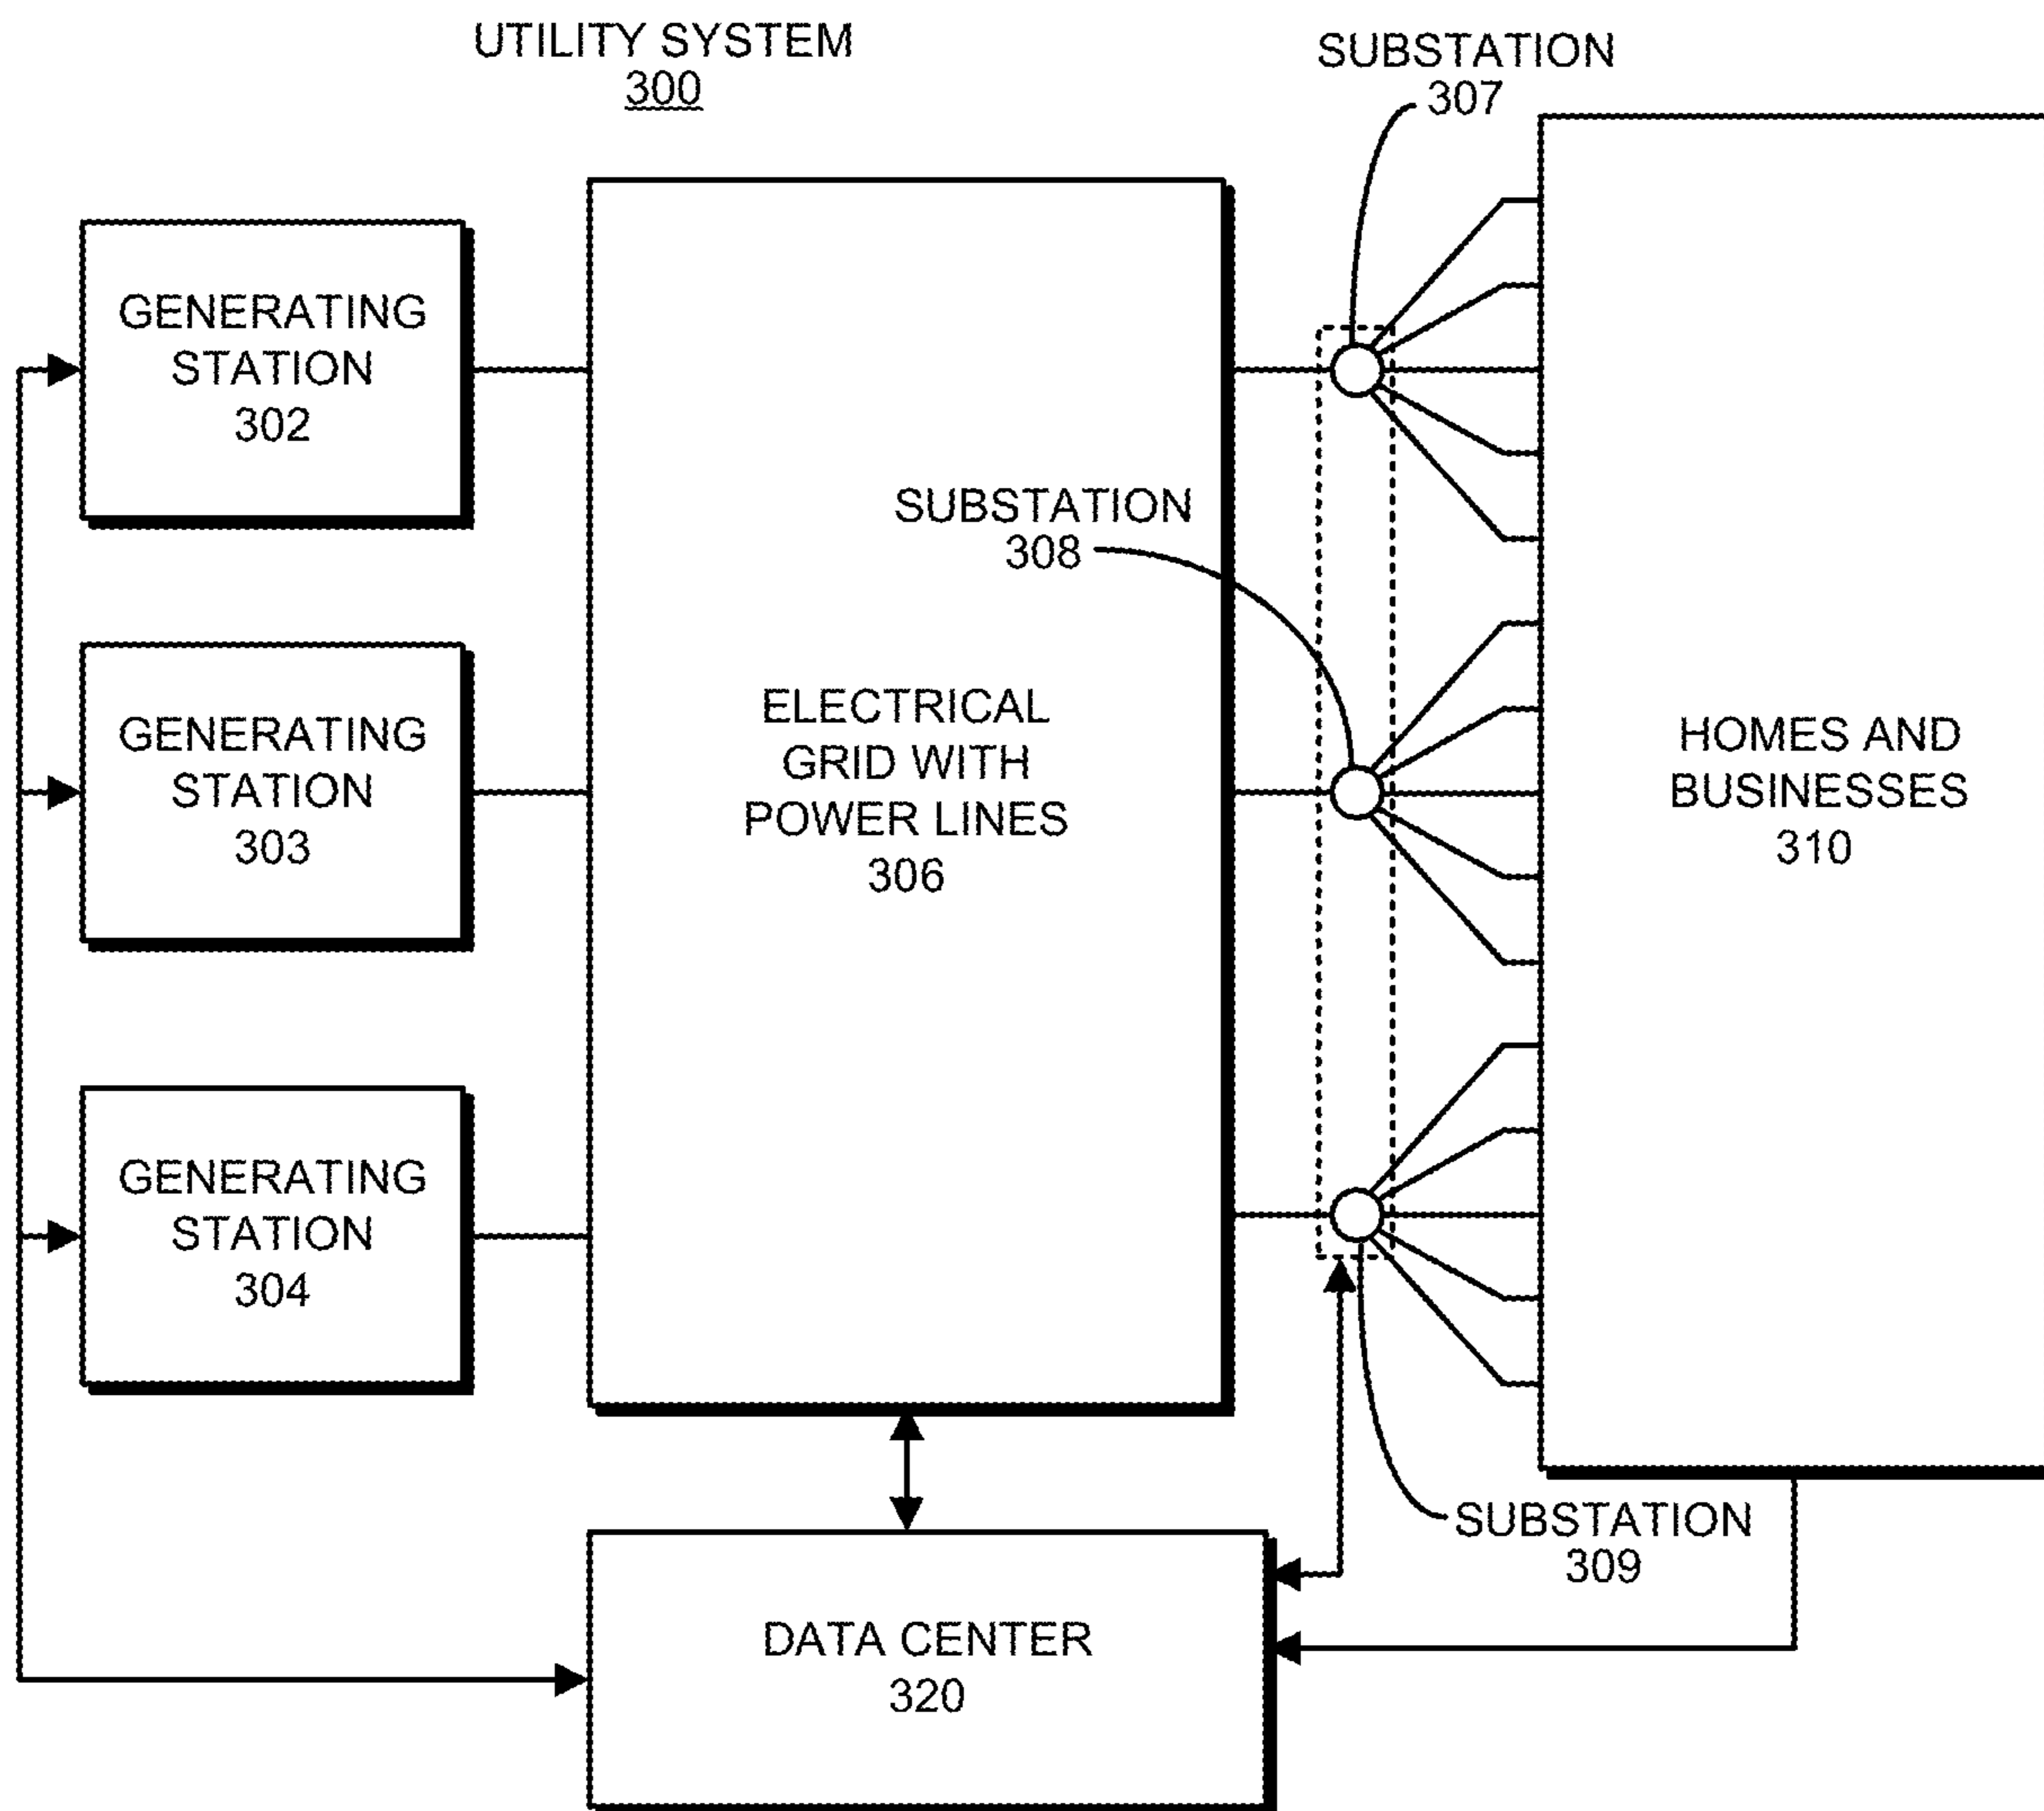 UTILITY SYSTEM
300
SUBSTATION
307
GENERATING
STATION
302
SUBSTATION
308
GENERATING
STATION
303
ELECTRICAL
GRID WITH
POWER LINES
306
HOMES AND
BUSINESSES
310
GENERATING
STATION
304
SUBSTATION
309
DATA CENTER
320